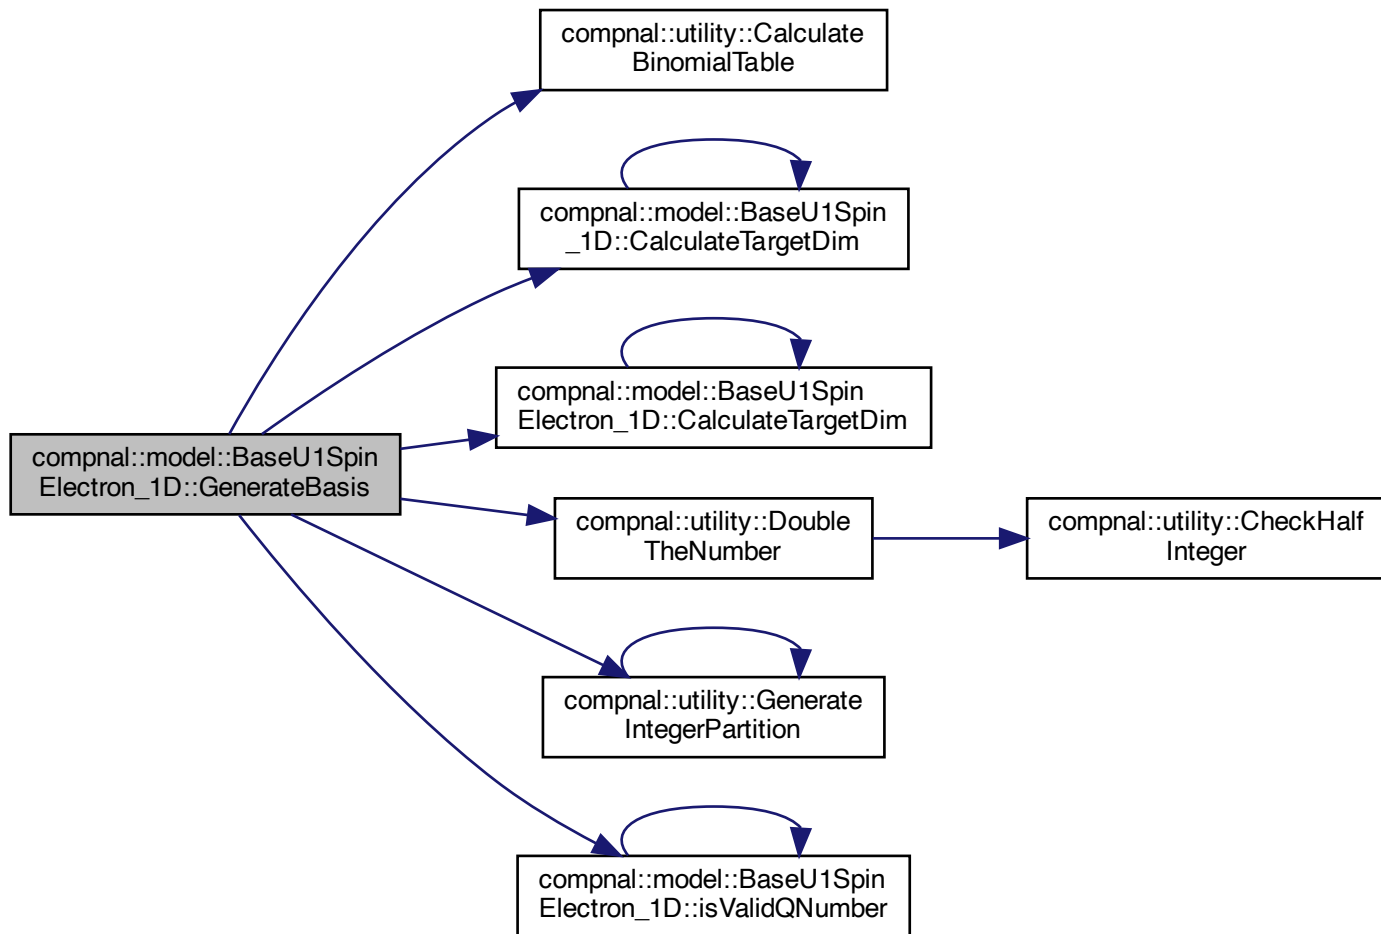 compnal::utility::Calculate
BinomialTable
compnal::model::BaseU1Spin
_1D::CalculateTargetDim
compnal::model::BaseU1Spin
Electron_1D::CalculateTargetDim
compnal::model::BaseU1Spin
Electron_1D::GenerateBasis
compnal::utility::Double
TheNumber
compnal::utility::CheckHalf
Integer
compnal::utility::Generate
IntegerPartition
compnal::model::BaseU1Spin
Electron_1D::isValidQNumber